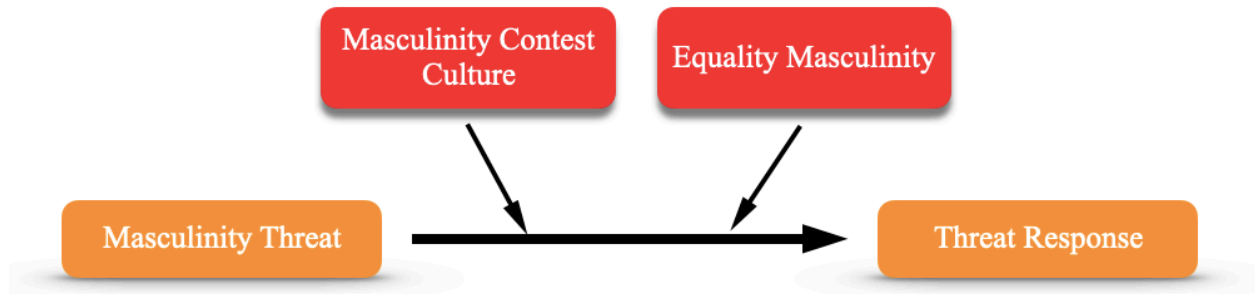 Masculinity Contest
Culture
Equality Masculinity
Masculinity Threat
Threat Response